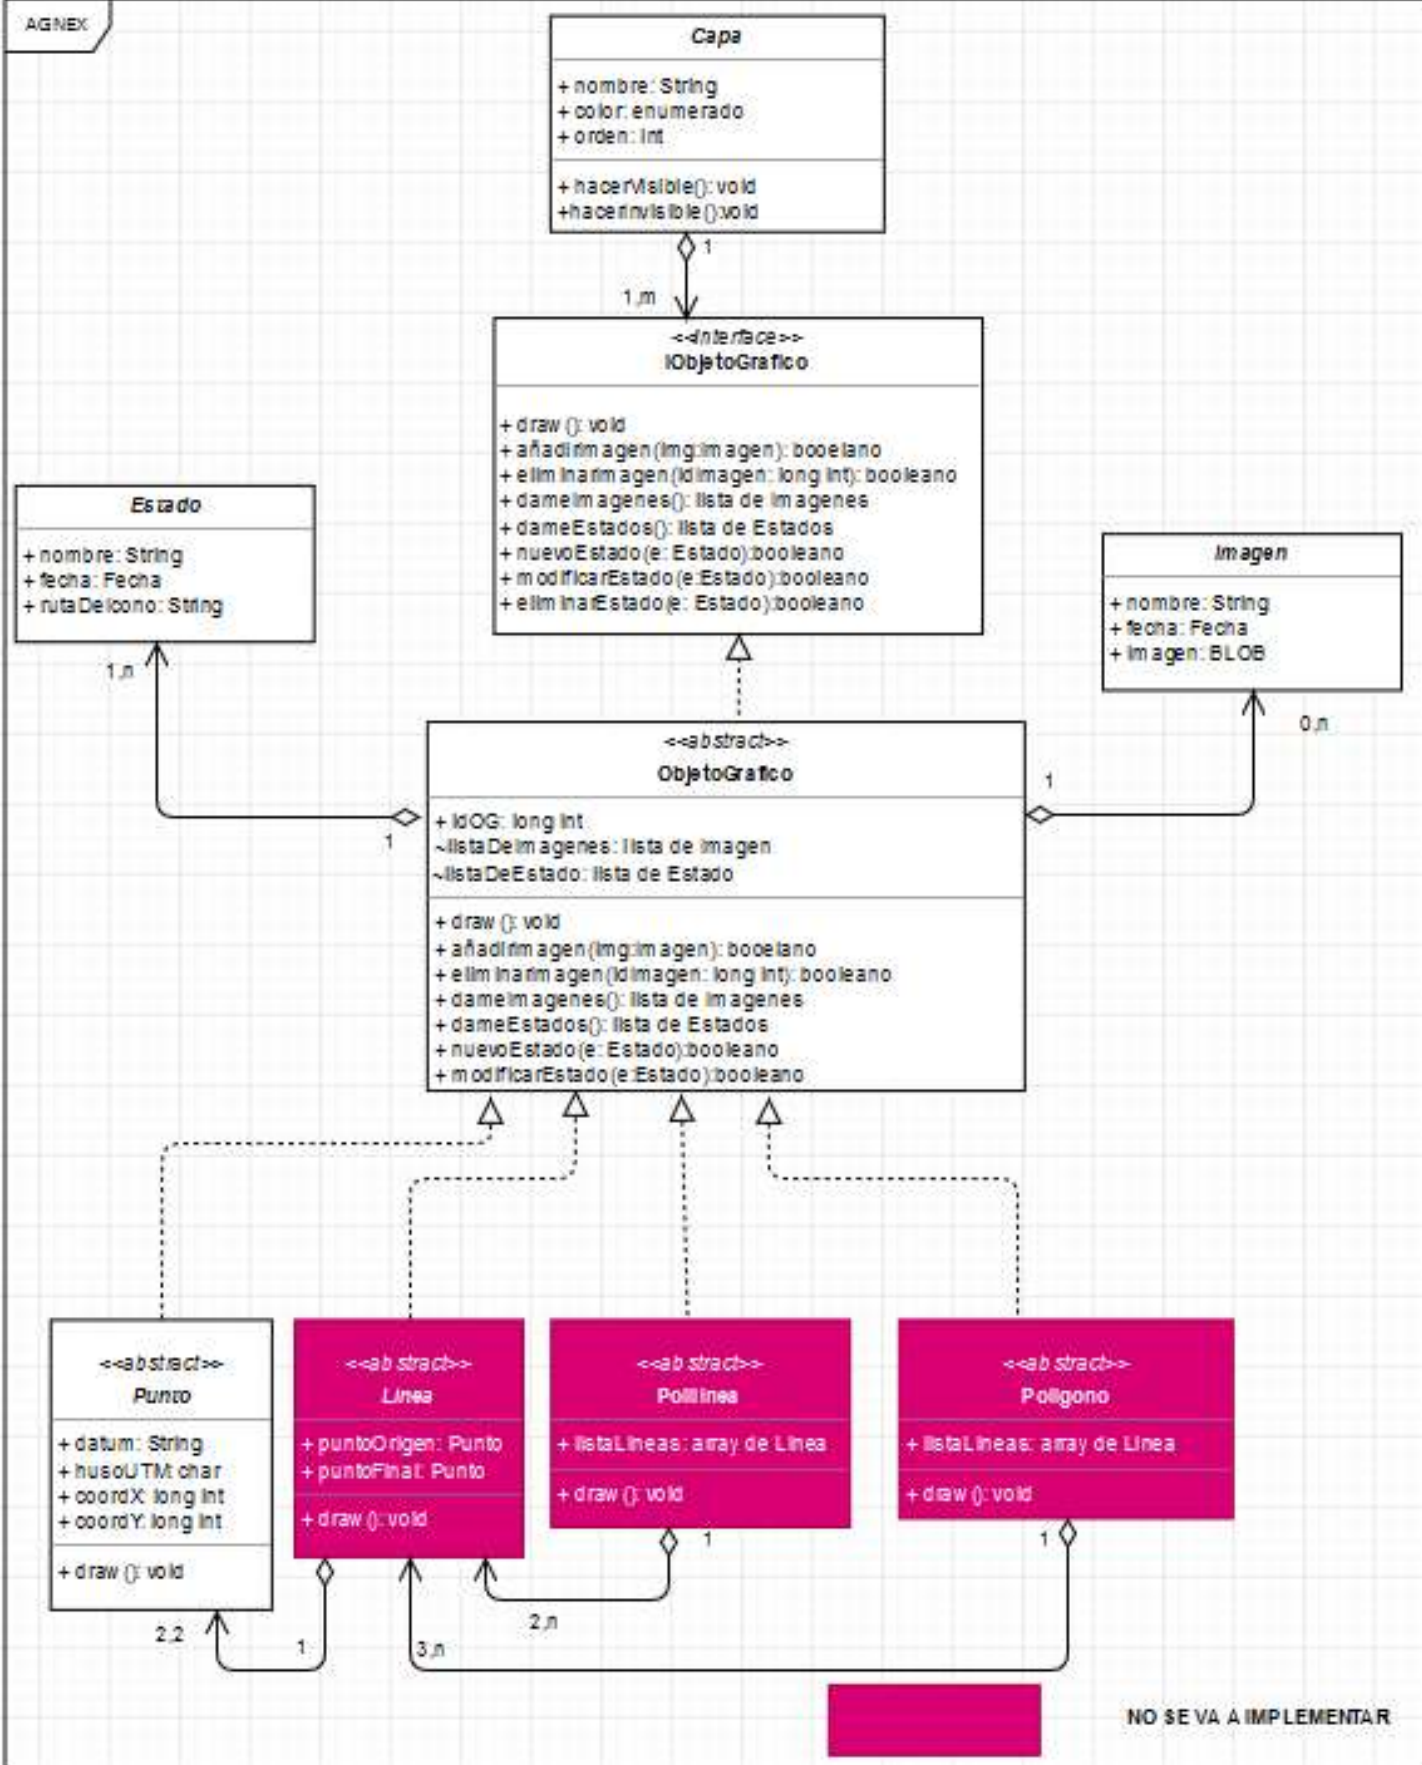 AGNEX
Capa
+ nombre: String
+ color: enumerado
+ orden: int
+ hacerVisible(): void
+hacerInvisible():void
1
1,m
<<interface>>
IObjetoGrafico
+ draw (): void
+ añadirImagen(img:Imagen): booelano
+ eliminarImagen(idImagen: long int): booleano
+ dameImagenes(): lista de Imagenes
+ dameEstados(): lista de Estados
+ nuevoEstado(e: Estado):booleano
+ modificarEstado(e:Estado):booleano
+ eliminarEstado(e: Estado):booleano
Estado
+ nombre: String
+ fecha: Fecha
+ rutaDeIcono: String
1,n
Imagen
+ nombre: String
+ fecha: Fecha
+ Imagen: BLOB
0,n
1
1
<<abstract>>
ObjetoGrafico
+ idOG: long int
~listaDeImagenes: lista de Imagen
~listaDeEstado: lista de Estado
+ draw (): void
+ añadirImagen(img:Imagen): booelano
+ eliminarImagen(idImagen: long int): booleano
+ dameImagenes(): lista de Imagenes
+ dameEstados(): lista de Estados
+ nuevoEstado(e: Estado):booleano
+ modificarEstado(e:Estado):booleano
<<abstract>>
Punto
+ datum: String
+ husoUTM: char
+ coordX: long int
+ coordY: long int
+ draw (): void
<<abstract>>
Linea
+ puntoOrigen: Punto
+ puntoFinal: Punto
+ draw (): void
<<abstract>>
Polilinea
+ listaLineas: array de Linea
+ draw (): void
<<abstract>>
Poligono
+ listaLineas: array de Linea
+ draw (): void
1
1
2,n
2,2
1
3,n
NO SE VA A IMPLEMENTAR